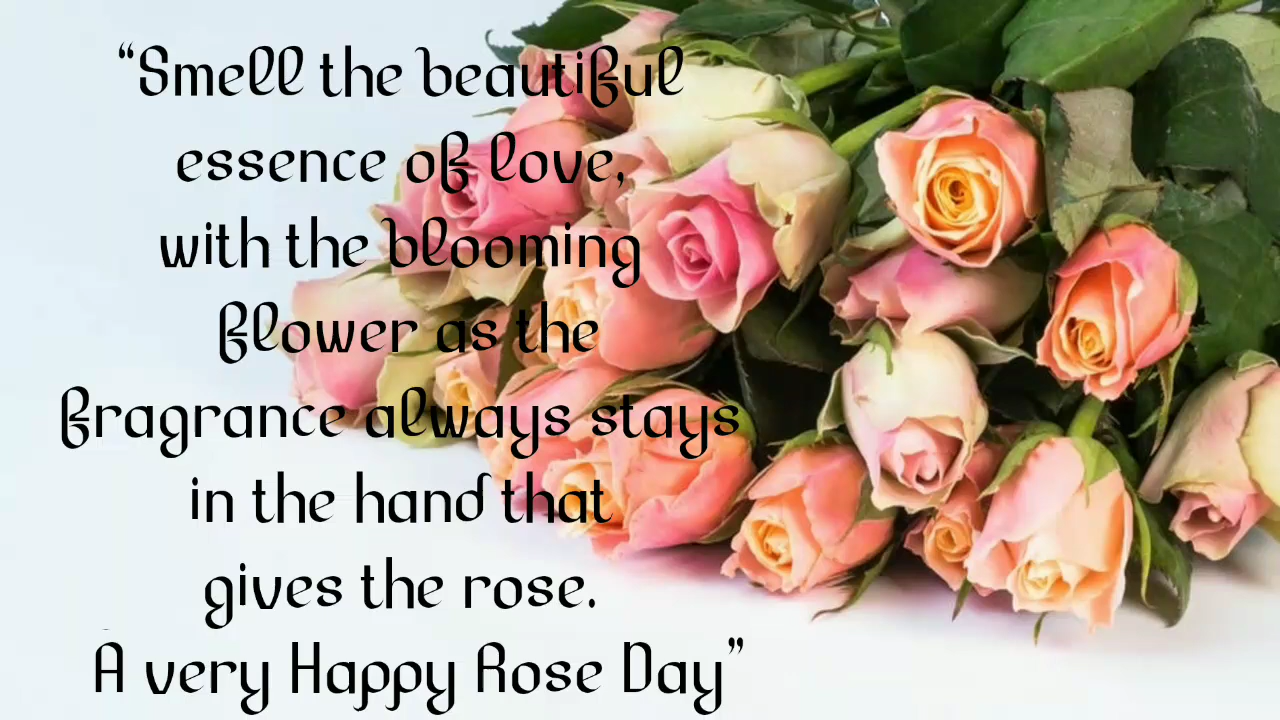 “Smell the beautiful
essence of love,
with the blooming
flower as the
fragrance always stays
in the hand that
gives the rose.
A very Happy Rose Day”